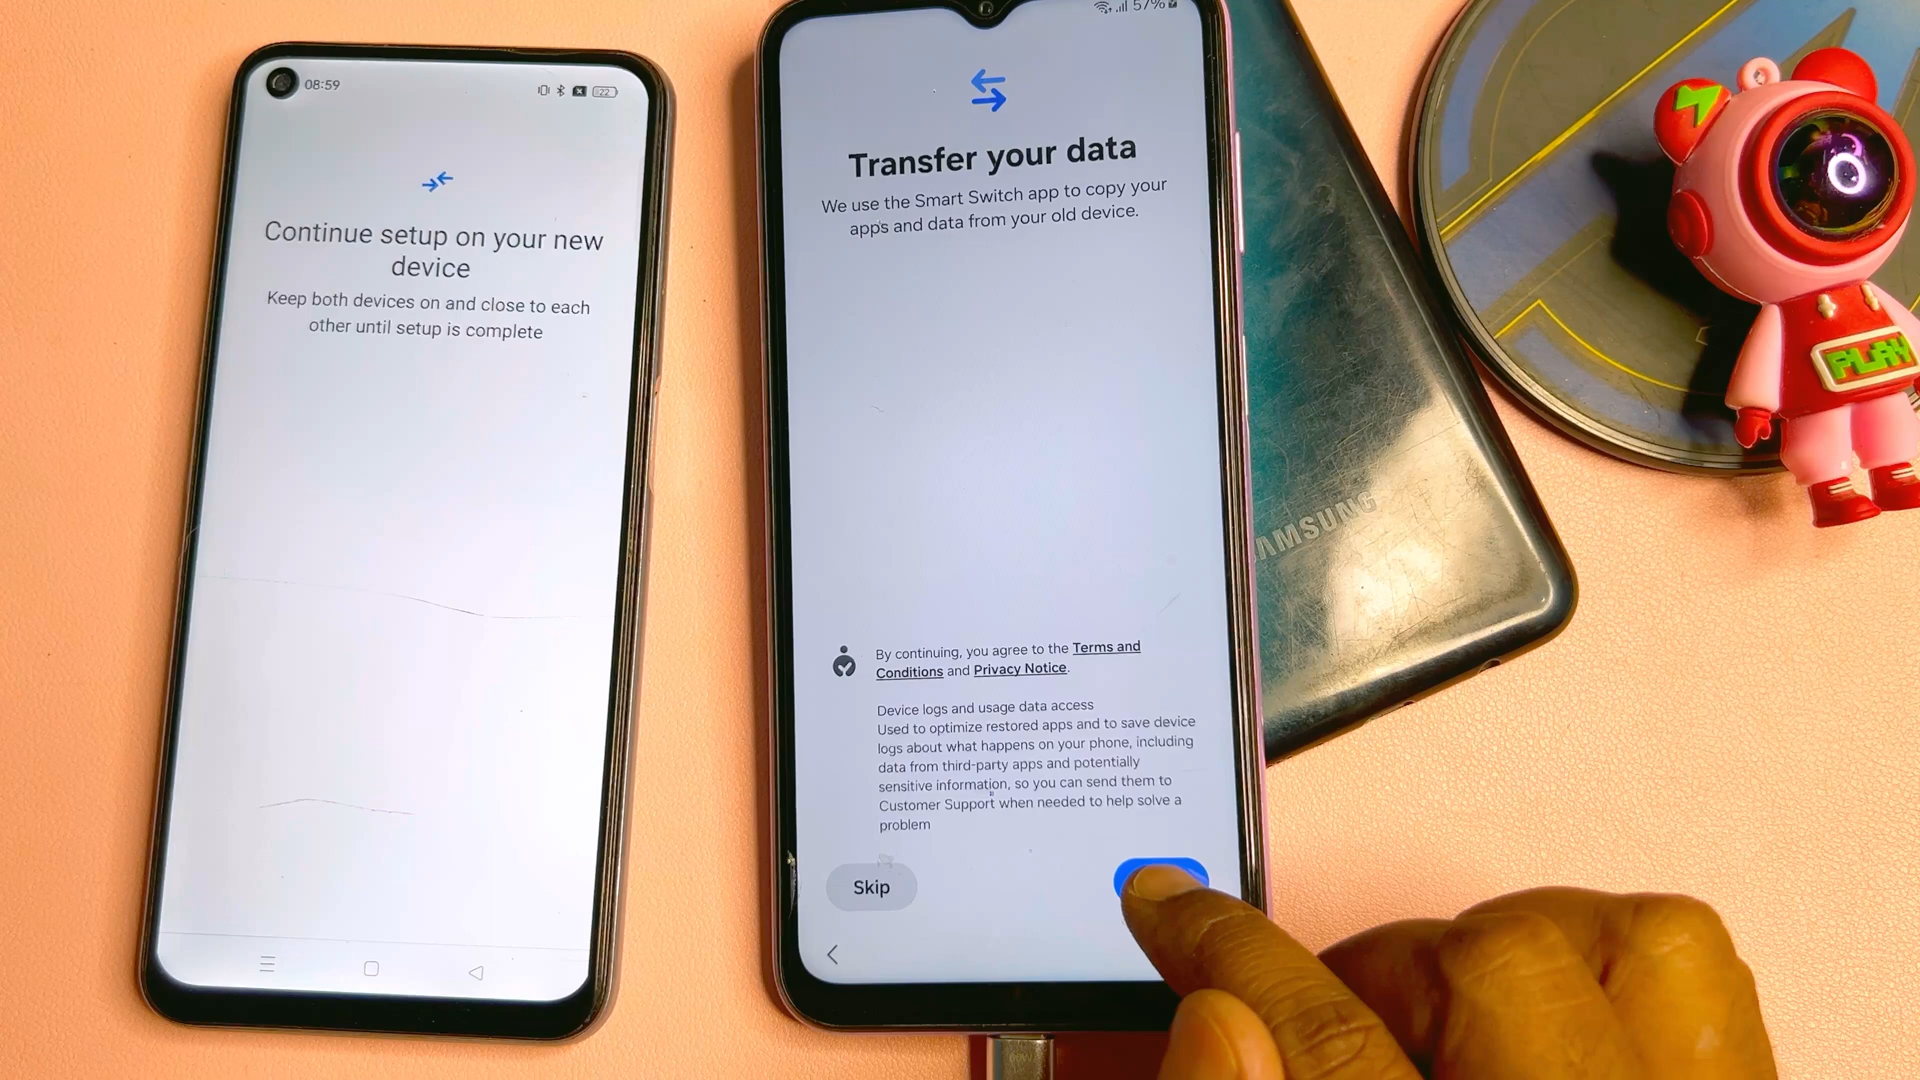 08:59
22
Continue setup on your new
device
Keep both devices on and close to each
other until setup is complete
57%
Transfer your data
We use the Smart Switch app to copy your
apps and data from your old device.
By continuing, you agree to the Terms and
Conditions and Privacy Notice.
Device logs and usage data access
Used to optimize restored apps and to save device
logs about what happens on your phone, including
data from third-party apps and potentially
sensitive information, so you can send them to
Customer Support when needed to help solve a
problem
Skip
AMSUNG
PLAY